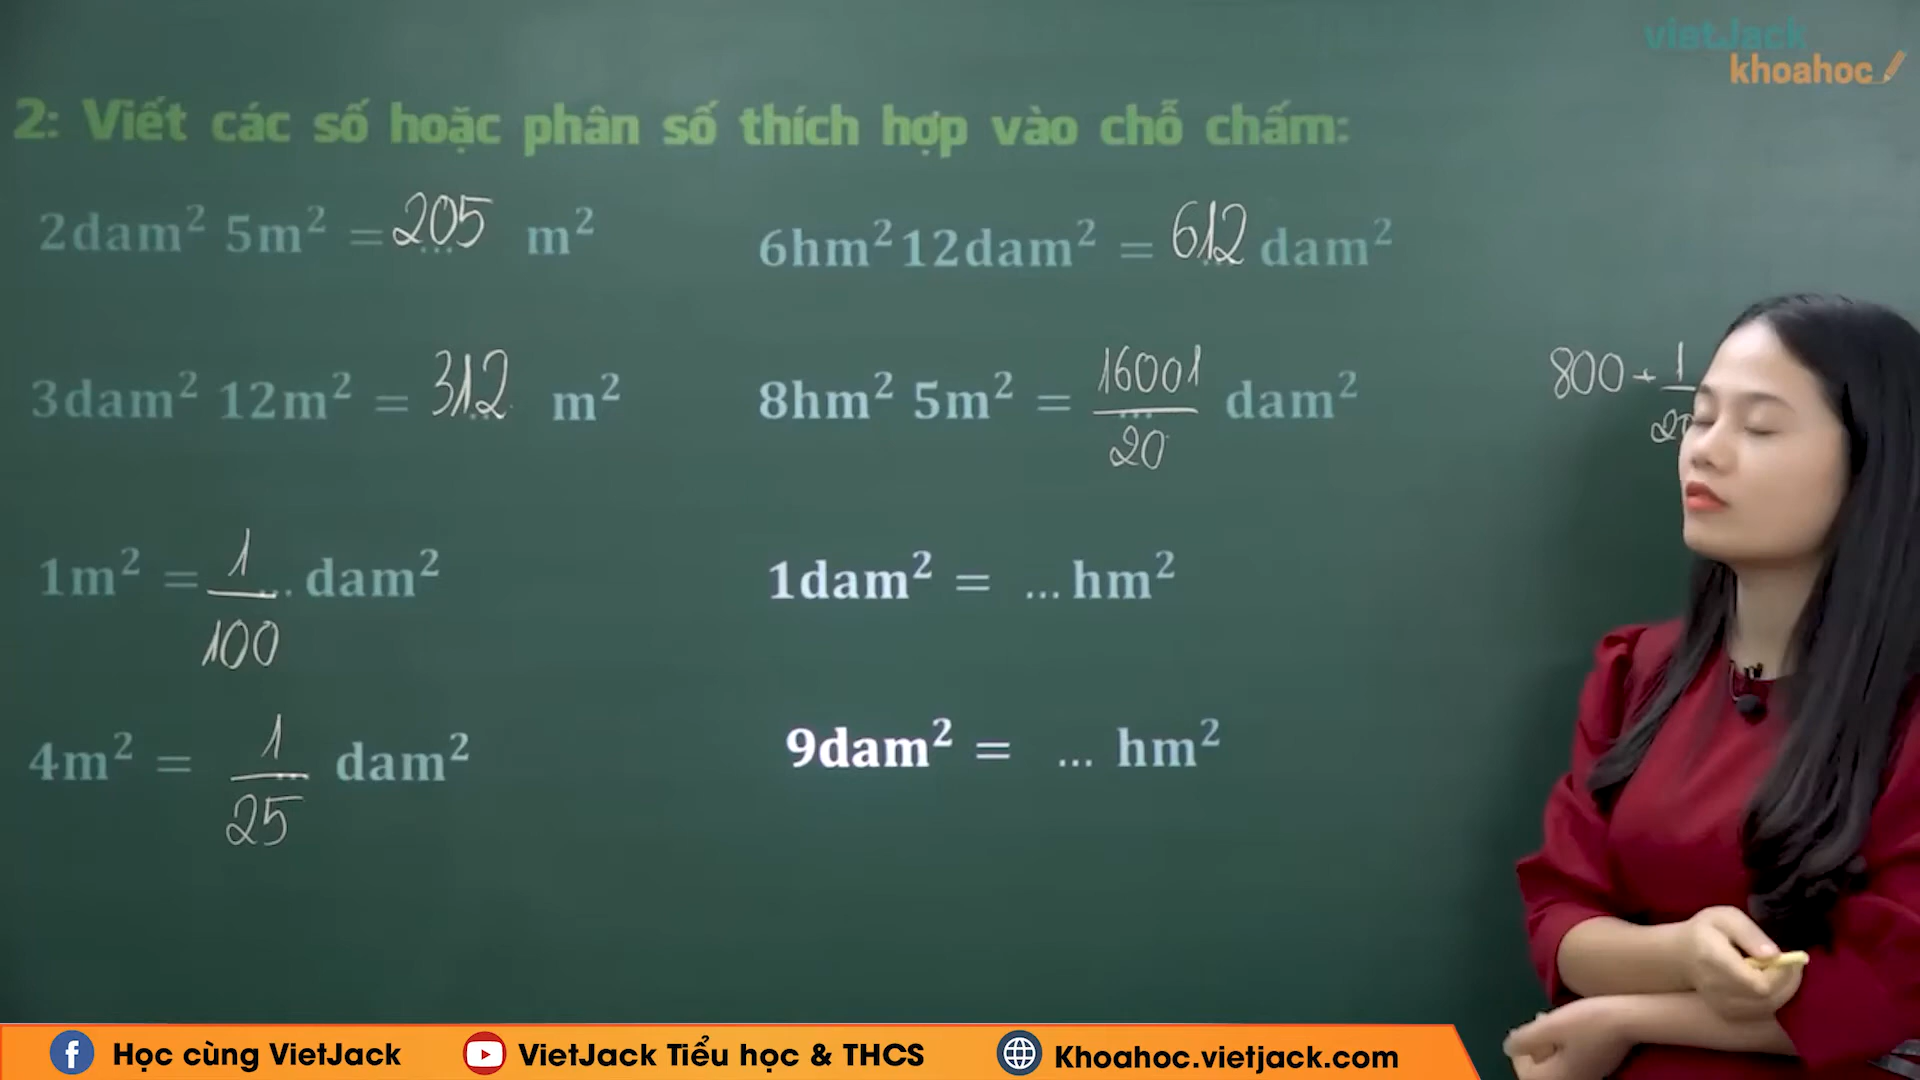 vietJack
khoahoc
2: Viết các số hoặc phân số thích hợp vào chỗ chấm:
2dam² 5m² = 205 m²
6hm² 12dam² = 612 dam²
3dam² 12m² = 312 m²
8hm² 5m² = 16001/20 dam²
800 + 1/20
1m² = 1/100 ... dam²
1dam² = ... hm²
4m² = 1/25 dam²
9dam² = ... hm²
Học cùng VietJack
VietJack Tiểu học & THCS
Khoahoc.vietjack.com